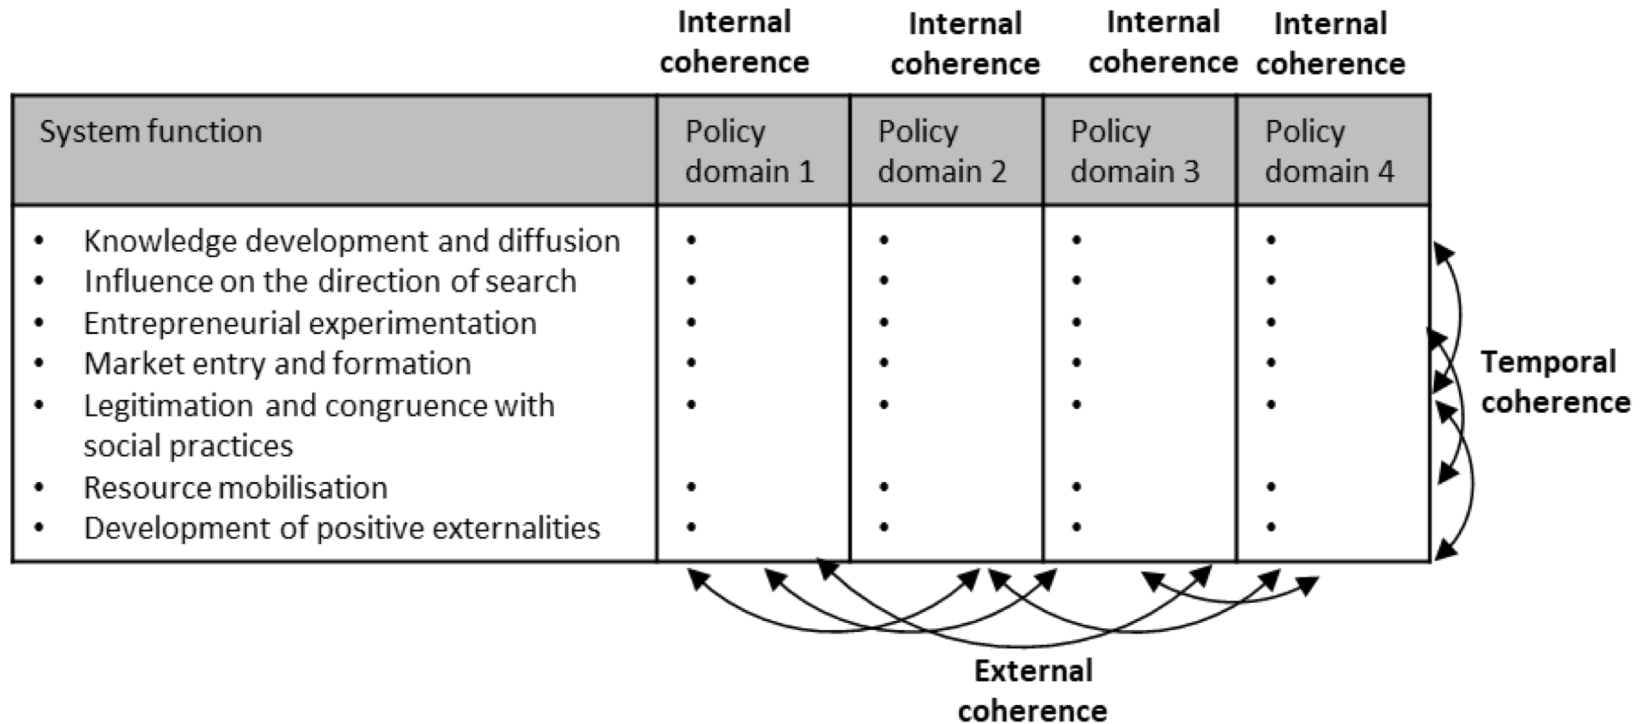 Internal coherence
Internal coherence
Internal coherence
Internal coherence
System function
Policy domain 1
Policy domain 2
Policy domain 3
Policy domain 4
• Knowledge development and diffusion
• Influence on the direction of search
• Entrepreneurial experimentation
• Market entry and formation
• Legitimation and congruence with
social practices
• Resource mobilisation
• Development of positive externalities
Temporal
coherence
External
coherence